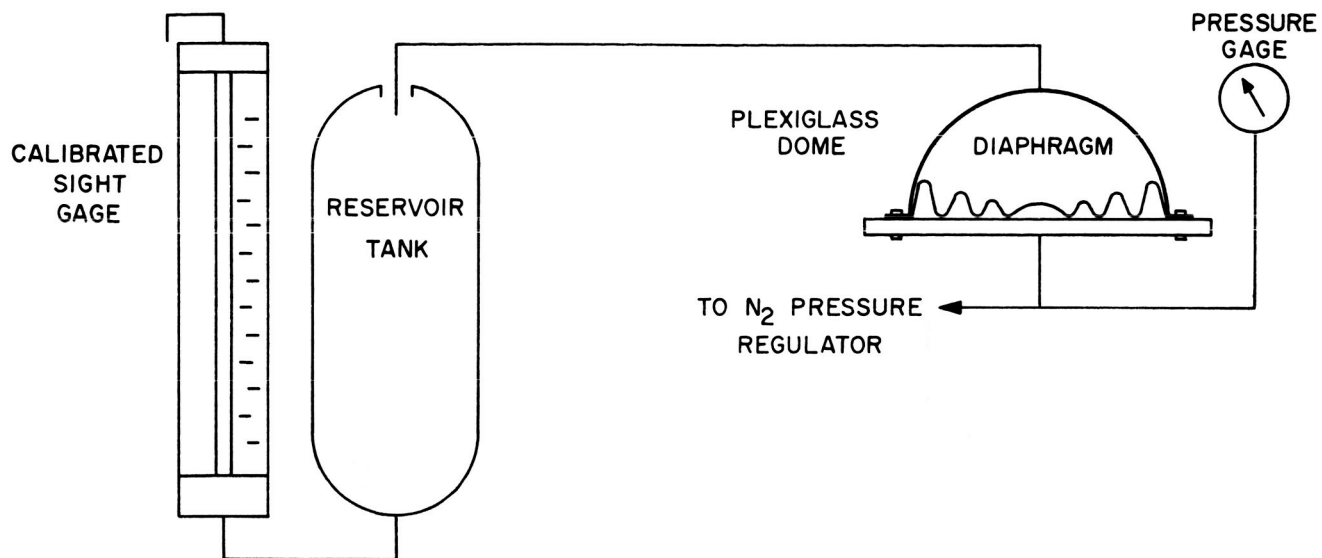 CALIBRATED
SIGHT
GAGE
RESERVOIR
TANK
PLEXIGLASS
DOME
DIAPHRAGM
PRESSURE
GAGE
TO N₂ PRESSURE
REGULATOR